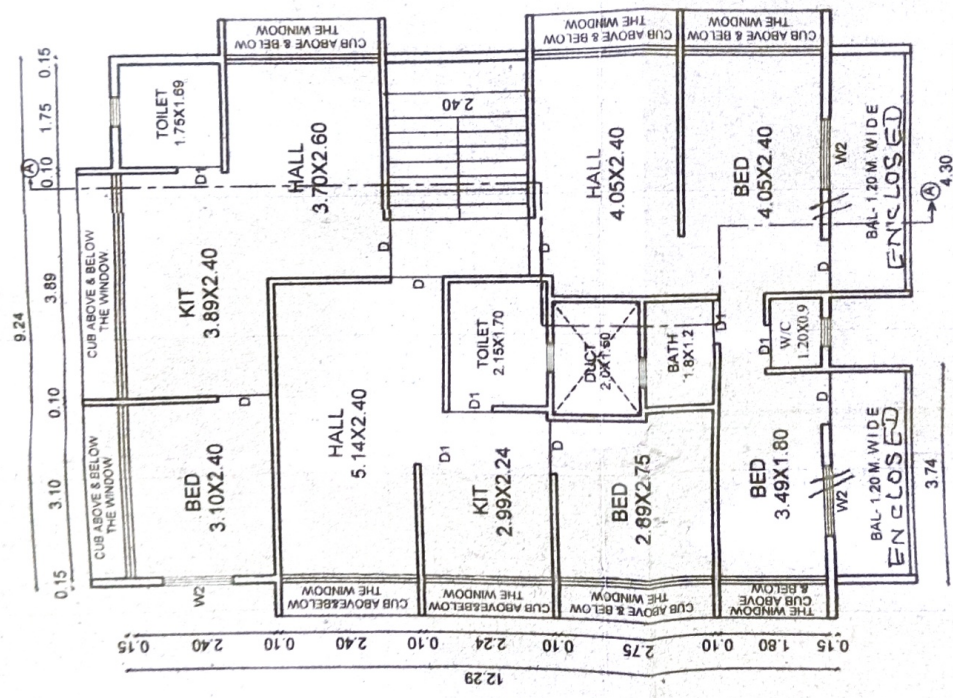 9.24
0.15
3.10
0.10
3.89
0.10
1.75
0.15
A
CUB ABOVE & BELOW
THE WINDOW
CUB ABOVE & BELOW
THE WINDOW
TOILET
1.75X1.69
D1
CUB ABOVE & BELOW
THE WINDOW
BED
3.10X2.40
W2
D
KIT
3.89X2.40
HALL
3.70X2.60
D
2.40
HALL
5.14X2.40
D
TOILET
2.15X1.70
D1
D1
KIT
2.99X2.24
D
D
HALL
4.05X2.40
CUB ABOVE & BELOW
THE WINDOW
CUB ABOVE&BELOW
THE WINDOW
CUB ABOVE&BELOW
THE WINDOW
CUB ABOVE & BELOW
THE WINDOW
CUB ABOVE
& BELOW
THE WINDOW
DUCT
BATH
1.8X1.2
D1
BED
2.89X2.75
BED
4.05X2.40
CUB ABOVE & BELOW
THE WINDOW
BED
3.49X1.80
D1
W/C
1.20X0.9
D
D
W2
W2
BAL- 1.20 M. WIDE
ENCLOSED
BAL- 1.20 M. WIDE
ENCLOSED
3.74
A
4.30
0.15
2.40
0.10
2.40
0.10
2.24
0.10
2.75
0.10
1.80
0.15
12.29